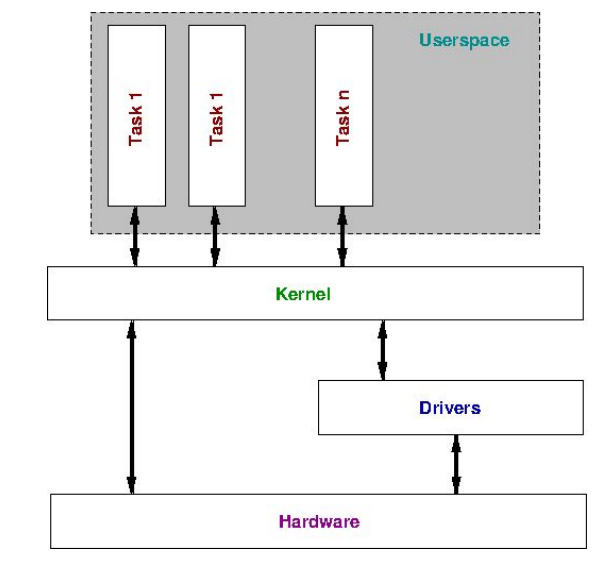 Userspace
Task 1
Task 1
Task n
Kernel
Drivers
Hardware